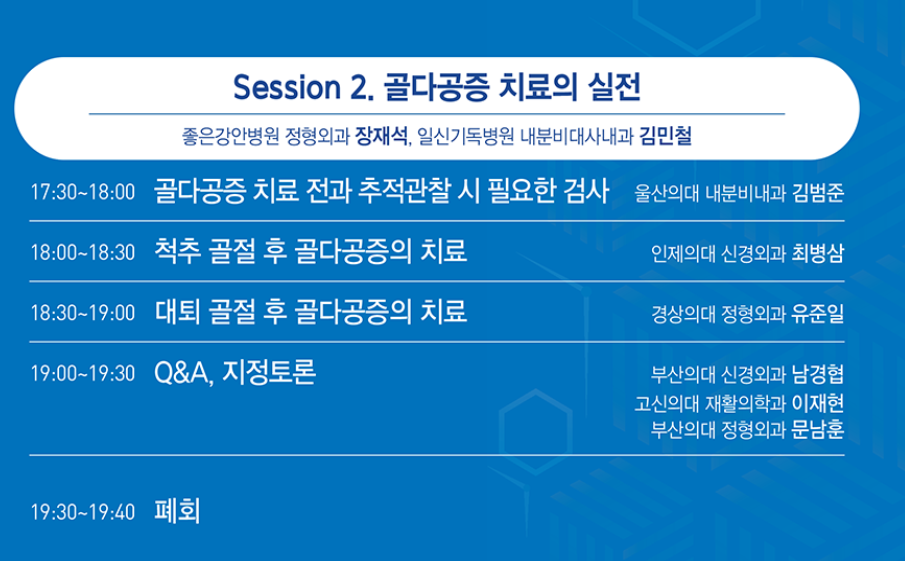 Session 2. 골다공증 치료의 실전
좋은강안병원 정형외과 장재석, 일신기독병원 내분비대사내과 김민철
17:30~18:00 골다공증 치료 전과 추적관찰 시 필요한 검사 울산의대 내분비내과 김범준
18:00~18:30 척추 골절 후 골다공증의 치료 인제의대 신경외과 최병삼
18:30~19:00 대퇴 골절 후 골다공증의 치료 경상의대 정형외과 유준일
19:00~19:30 Q&A, 지정토론 부산의대 신경외과 남경협
고신의대 재활의학과 이재현
부산의대 정형외과 문남훈
19:30~19:40 폐회